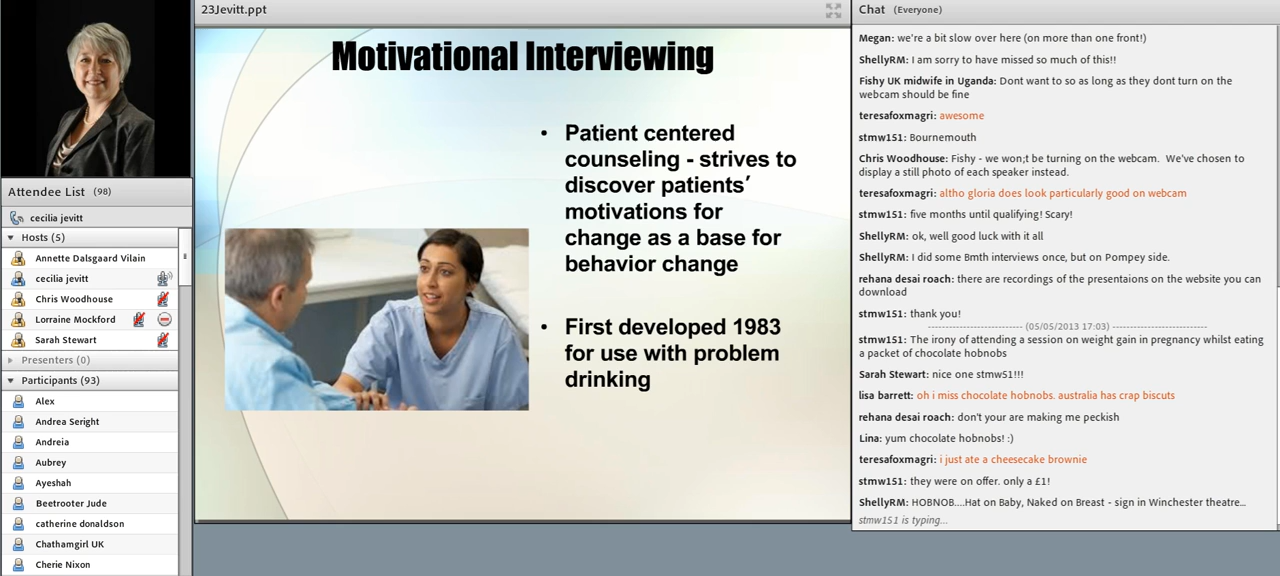 23Jevitt.ppt
Motivational Interviewing
• Patient centered
counseling - strives to
discover patients’
motivations for
change as a base for
behavior change
• First developed 1983
for use with problem
drinking
Attendee List (98)
cecilia jevitt
Hosts (5)
Annette Dalsgaard Vilain
cecilia jevitt
Chris Woodhouse
Lorraine Mockford
Sarah Stewart
Presenters (0)
Participants (93)
Alex
Andrea Seright
Andreia
Aubrey
Ayeshah
Beetrooter Jude
catherine donaldson
Chathamgirl UK
Cherie Nixon
Chat (Everyone)
Megan: we're a bit slow over here (on more than one front!)
ShellyRM: I am sorry to have missed so much of this!!
Fishy UK midwife in Uganda: Dont want to so as long as they dont turn on the
webcam should be fine
teresafoxmagri: awesome
stmw151: Bournemouth
Chris Woodhouse: Fishy - we won;t be turning on the webcam. We've chosen to
display a still photo of each speaker instead.
teresafoxmagri: altho gloria does look particularly good on webcam
stmw151: five months until qualifying! Scary!
ShellyRM: ok, well good luck with it all
ShellyRM: I did some Bmth interviews once, but on Pompey side.
rehana desai roach: there are recordings of the presentaions on the website you can
download
stmw151: thank you!
(05/05/2013 17:03)
stmw151: The irony of attending a session on weight gain in pregnancy whilst eating
a packet of chocolate hobnobs
Sarah Stewart: nice one stmw51!!!
lisa barrett: oh i miss chocolate hobnobs. australia has crap biscuts
rehana desai roach: don't your are making me peckish
Lina: yum chocolate hobnobs! :)
teresafoxmagri: i just ate a cheesecake brownie
stmw151: they were on offer. only a £1!
ShellyRM: HOBNOB....Hat on Baby, Naked on Breast - sign in Winchester theatre...
stmw151 is typing...